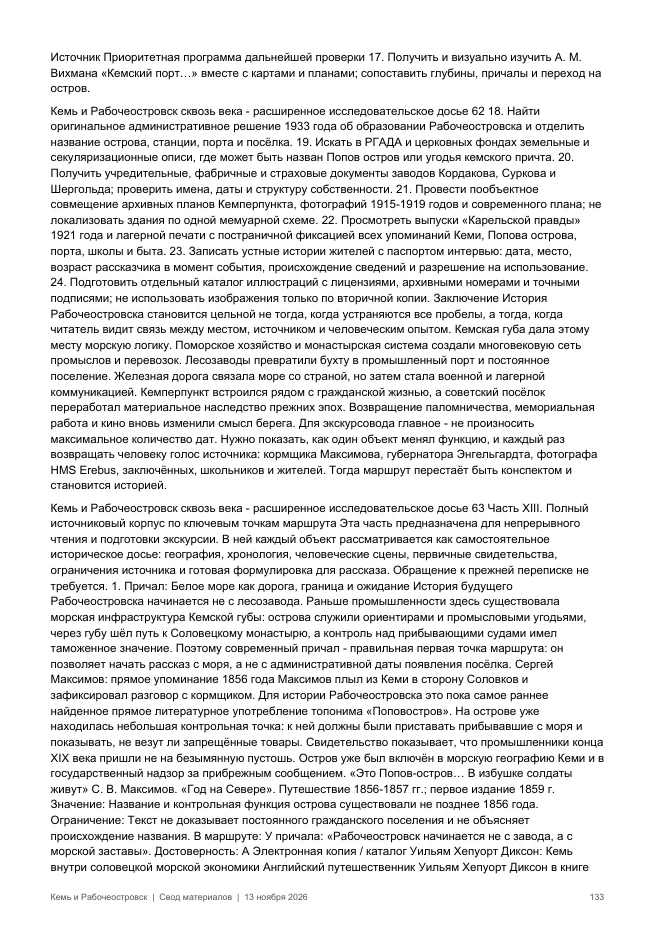 Источник Приоритетная программа дальнейшей проверки 17. Получить и визуально изучить А. М.
Вихмана «Кемский порт…» вместе с картами и планами; сопоставить глубины, причалы и переход на
остров.
Кемь и Рабочеостровск сквозь века - расширенное исследовательское досье 62 18. Найти
оригинальное административное решение 1933 года об образовании Рабочеостровска и отделить
название острова, станции, порта и посёлка. 19. Искать в РГАДА и церковных фондах земельные и
секуляризационные описи, где может быть назван Попов остров или угодья кемского причта. 20.
Получить учредительные, фабричные и страховые документы заводов Кордакова, Суркова и
Шергольда; проверить имена, даты и структуру собственности. 21. Провести пообъектное
совмещение архивных планов Кемперпункта, фотографий 1915-1919 годов и современного плана; не
локализовать здания по одной мемуарной схеме. 22. Просмотреть выпуски «Карельской правды»
1921 года и лагерной печати с постраничной фиксацией всех упоминаний Кеми, Попова острова,
порта, школы и быта. 23. Записать устные истории жителей с паспортом интервью: дата, место,
возраст рассказчика в момент события, происхождение сведений и разрешение на использование.
24. Подготовить отдельный каталог иллюстраций с лицензиями, архивными номерами и точными
подписями; не использовать изображения только по вторичной копии. Заключение История
Рабочеостровска становится цельной не тогда, когда устраняются все пробелы, а тогда, когда
читатель видит связь между местом, источником и человеческим опытом. Кемская губа дала этому
месту морскую логику. Поморское хозяйство и монастырская система создали многовековую сеть
промыслов и перевозок. Лесозаводы превратили бухту в промышленный порт и постоянное
поселение. Железная дорога связала море со страной, но затем стала военной и лагерной
коммуникацией. Кемперпункт встроился рядом с гражданской жизнью, а советский посёлок
переработал материальное наследство прежних эпох. Возвращение паломничества, мемориальная
работа и кино вновь изменили смысл берега. Для экскурсовода главное - не произносить
максимальное количество дат. Нужно показать, как один объект менял функцию, и каждый раз
возвращать человеку голос источника: кормщика Максимова, губернатора Энгельгардта, фотографа
HMS Erebus, заключённых, школьников и жителей. Тогда маршрут перестаёт быть конспектом и
становится историей.
Кемь и Рабочеостровск сквозь века - расширенное исследовательское досье 63 Часть XIII. Полный
источниковый корпус по ключевым точкам маршрута Эта часть предназначена для непрерывного
чтения и подготовки экскурсии. В ней каждый объект рассматривается как самостоятельное
историческое досье: география, хронология, человеческие сцены, первичные свидетельства,
ограничения источника и готовая формулировка для рассказа. Обращение к прежней переписке не
требуется. 1. Причал: Белое море как дорога, граница и ожидание История будущего
Рабочеостровска начинается не с лесозавода. Раньше промышленности здесь существовала
морская инфраструктура Кемской губы: острова служили ориентирами и промысловыми угодьями,
через губу шёл путь к Соловецкому монастырю, а контроль над прибывающими судами имел
таможенное значение. Поэтому современный причал - правильная первая точка маршрута: он
позволяет начать рассказ с моря, а не с административной даты появления посёлка. Сергей
Максимов: прямое упоминание 1856 года Максимов плыл из Кеми в сторону Соловков и
зафиксировал разговор с кормщиком. Для истории Рабочеостровска это пока самое раннее
найденное прямое литературное употребление топонима «Поповостров». На острове уже
находилась небольшая контрольная точка: к ней должны были приставать прибывавшие с моря и
показывать, не везут ли запрещённые товары. Свидетельство показывает, что промышленники конца
XIX века пришли не на безымянную пустошь. Остров уже был включён в морскую географию Кеми и в
государственный надзор за прибрежным сообщением. «Это Попов-остров… В избушке солдаты
живут» С. В. Максимов. «Год на Севере». Путешествие 1856-1857 гг.; первое издание 1859 г.
Значение: Название и контрольная функция острова существовали не позднее 1856 года.
Ограничение: Текст не доказывает постоянного гражданского поселения и не объясняет
происхождение названия. В маршруте: У причала: «Рабочеостровск начинается не с завода, а с
морской заставы». Достоверность: A Электронная копия / каталог Уильям Хепуорт Диксон: Кемь
внутри соловецкой морской экономики Английский путешественник Уильям Хепуорт Диксон в книге
Кемь и Рабочеостровск | Свод материалов | 13 ноября 2026
133